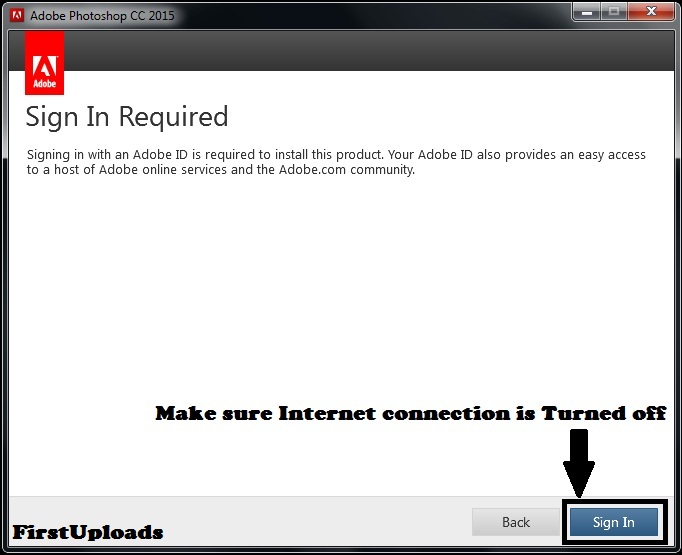 Adobe Photoshop CC 2015
Adobe
Sign In Required
Signing in with an Adobe ID is required to install this product. Your Adobe ID also provides an easy access
to a host of Adobe online services and the Adobe.com community.
Make sure Internet connection is Turned off
Back
Sign In
FirstUploads